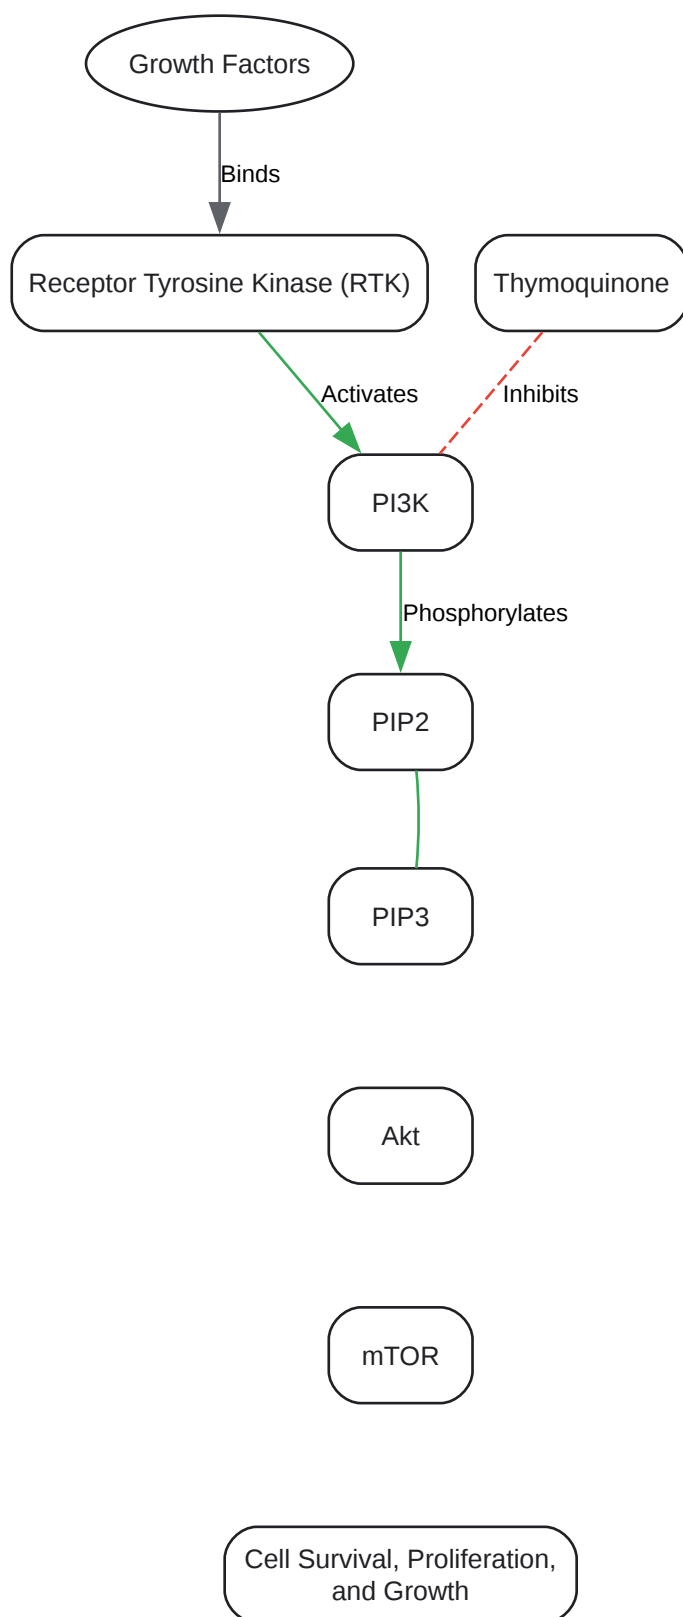 Growth Factors
Binds
Receptor Tyrosine Kinase (RTK)
Thymoquinone
Activates
Inhibits
PI3K
Phosphorylates
PIP2
PIP3
Akt
mTOR
Cell Survival, Proliferation,
and Growth